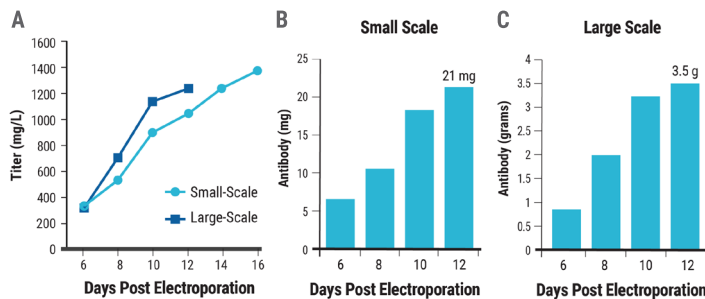 A
1600
1400
1200
1000
800
600
400
200
0
Titer (mg/L)
6 8 10 12 14 16
Days Post Electroporation
Small-Scale
Large-Scale
B
Small Scale
25
20
15
10
5
0
Antibody (mg)
21 mg
6 8 10 12
Days Post Electroporation
C
Large Scale
4
3.5
3
2.5
2
1.5
1
0.5
0
Antibody (grams)
3.5 g
6 8 10 12
Days Post Electroporation